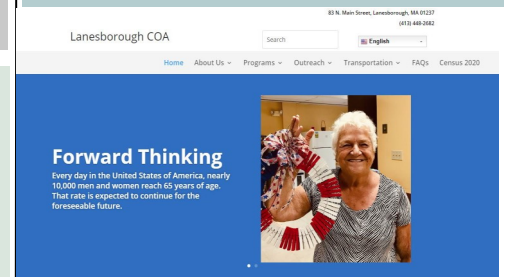 83 N. Main Street, Lanesborough, MA 01237
(413) 448-2682
Lanesborough COA
Search
English
Home About Us Programs Outreach Transportation FAQs Census 2020
Forward Thinking
Every day in the United States of America, nearly
10,000 men and women reach 65 years of age.
That rate is expected to continue for the
foreseeable future.